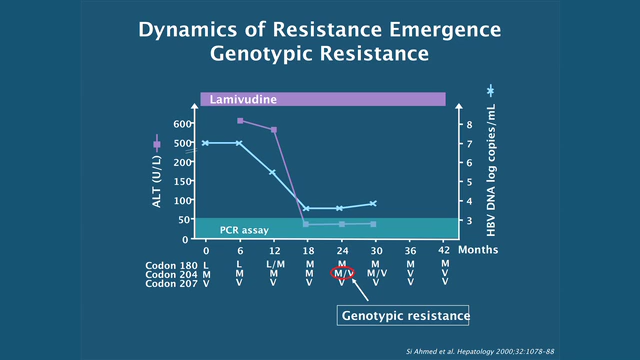 Dynamics of Resistance Emergence
Genotypic Resistance
Lamivudine
ALT (U/L)
600
500
200
150
100
50
0
8
7
6
5
4
3
HBV DNA log copies/mL
PCR assay
0 6 12 18 24 30 36 42 Months
Codon 180 L L L/M M M M M M
Codon 204 M M M M M/V M/V V V
Codon 207 V V V V V V V V
Genotypic resistance
Si Ahmed et al. Hepatology 2000;32:1078-88